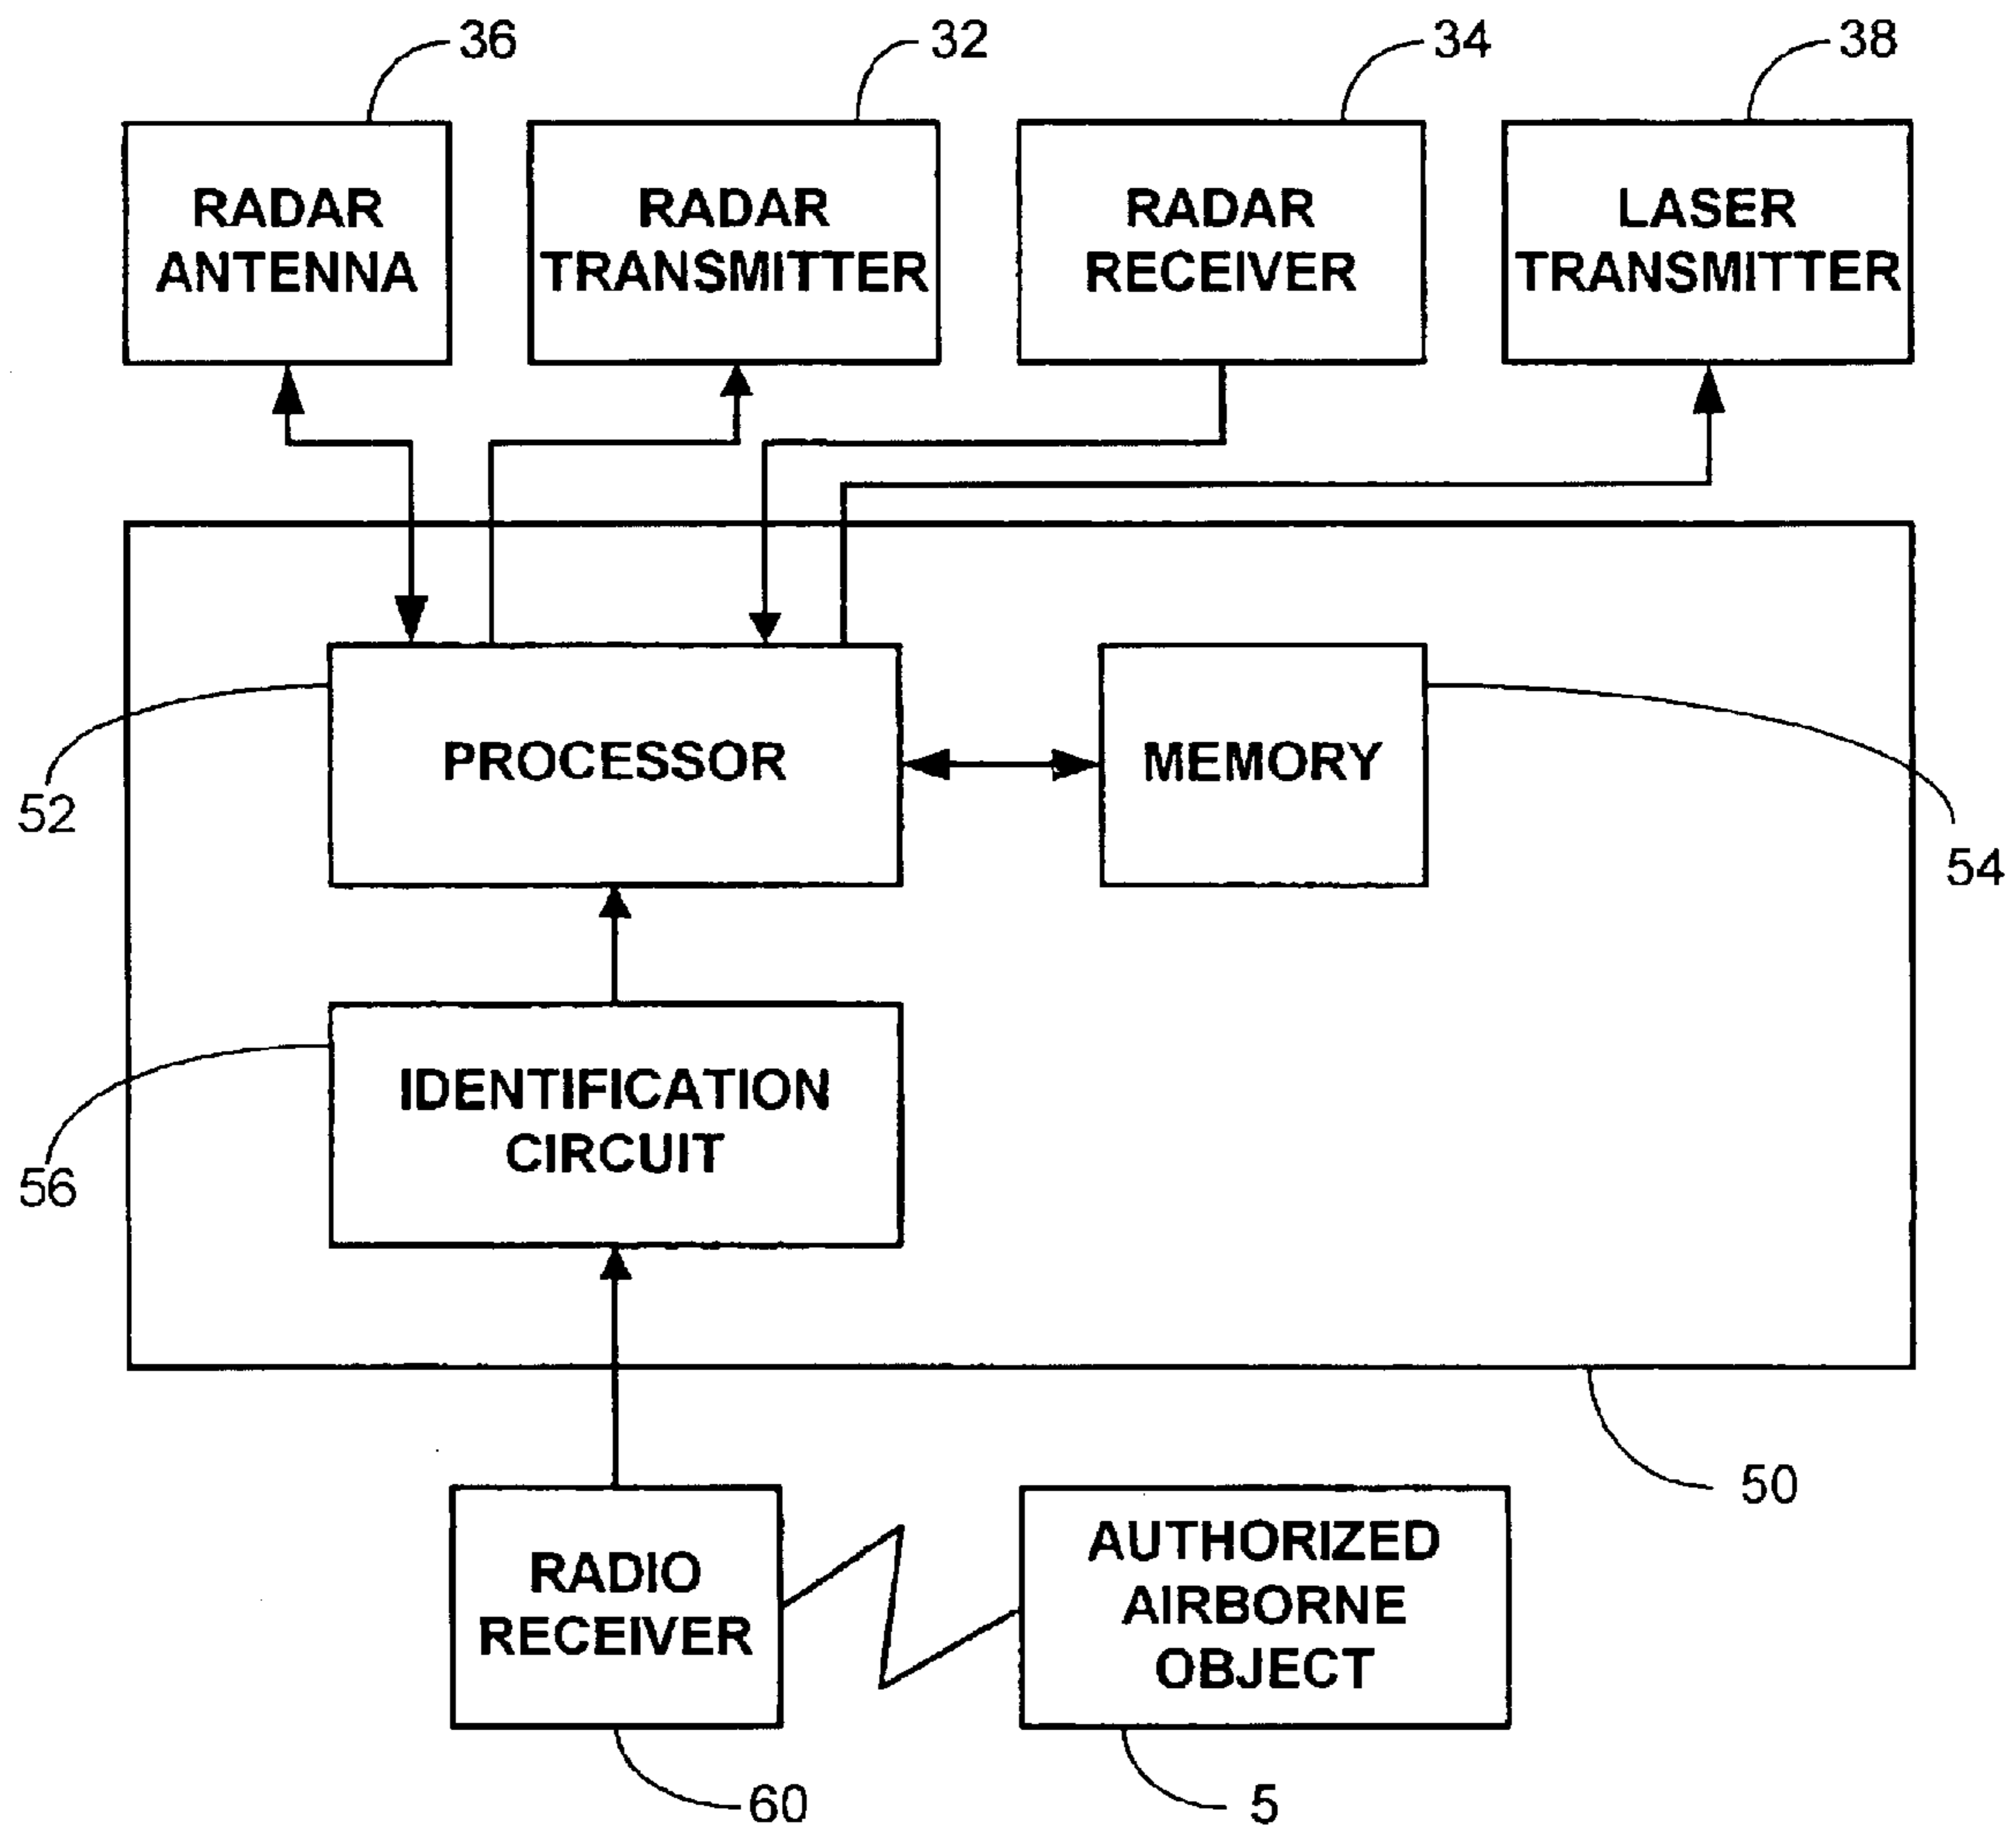 36
32
34
38
RADAR
ANTENNA
RADAR
TRANSMITTER
RADAR
RECEIVER
LASER
TRANSMITTER
PROCESSOR
MEMORY
52
54
IDENTIFICATION
CIRCUIT
56
50
RADIO
RECEIVER
AUTHORIZED
AIRBORNE
OBJECT
60
5